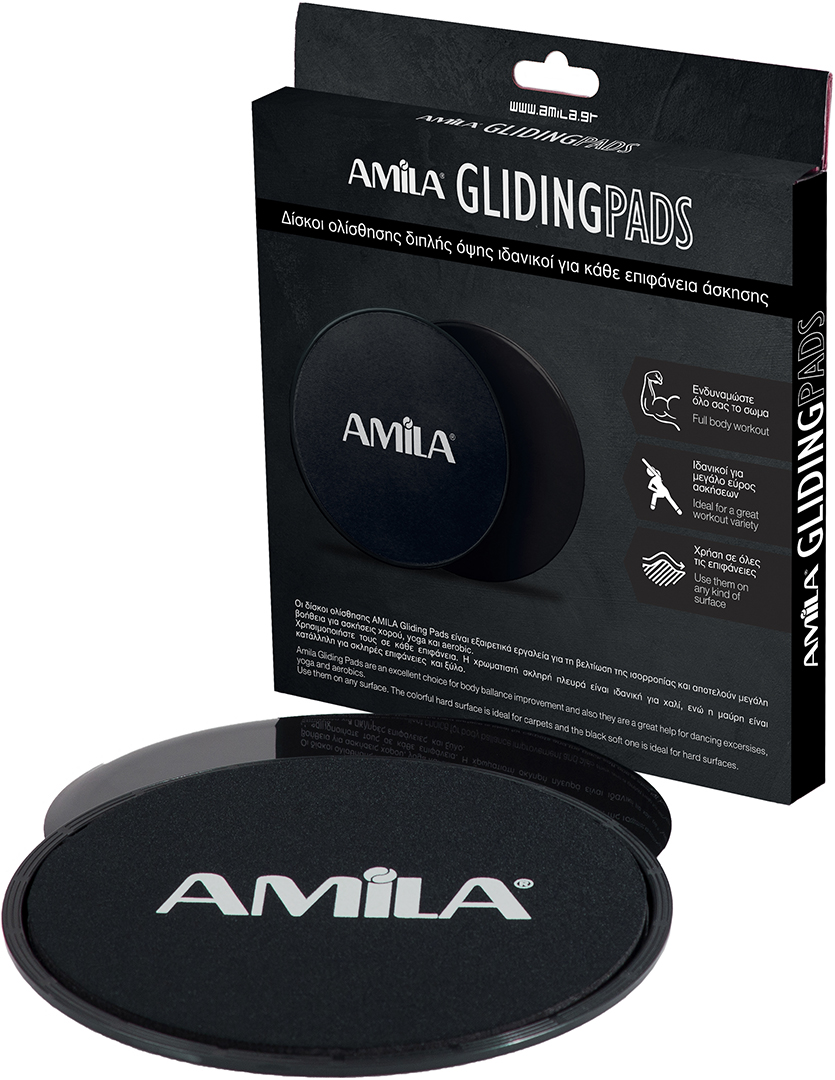 www.amila.gr
AMILA GLIDINGPADS
AMILA® GLIDINGPADS
Δίσκοι ολίσθησης διπλής όψης ιδανικοί για κάθε επιφάνεια άσκησης
AMILA®
Ενδυναμώστε
όλο σας το σωμα
Full body workout
Ιδανικοί για
μεγάλο εύρος
ασκήσεων
Ideal for a great
workout variety
Χρήση σε όλες
τις επιφάνειες
Use them on
any kind of
surface
Οι δίσκοι ολίσθησης AMILA Gliding Pads είναι εξαιρετικά εργαλεία για τη βελτίωση της ισορροπίας και αποτελούν μεγάλη
βοήθεια για ασκήσεις χορού, yoga και aerobic.
Χρησιμοποιήστε τους σε κάθε επιφάνεια. Η χρωματιστή σκληρή πλευρά είναι ιδανική για χαλί, ενώ η μαύρη είναι
κατάλληλη για σκληρές επιφάνειες και ξύλο.
Amila Gliding Pads are an excellent choice for body ballance improvement and also they are a great help for dancing excersises,
yoga and aerobics.
Use them on any surface. The colorful hard surface is ideal for carpets and the black soft one is ideal for hard surfaces.
AMILA® GLIDINGPADS
AMILA®